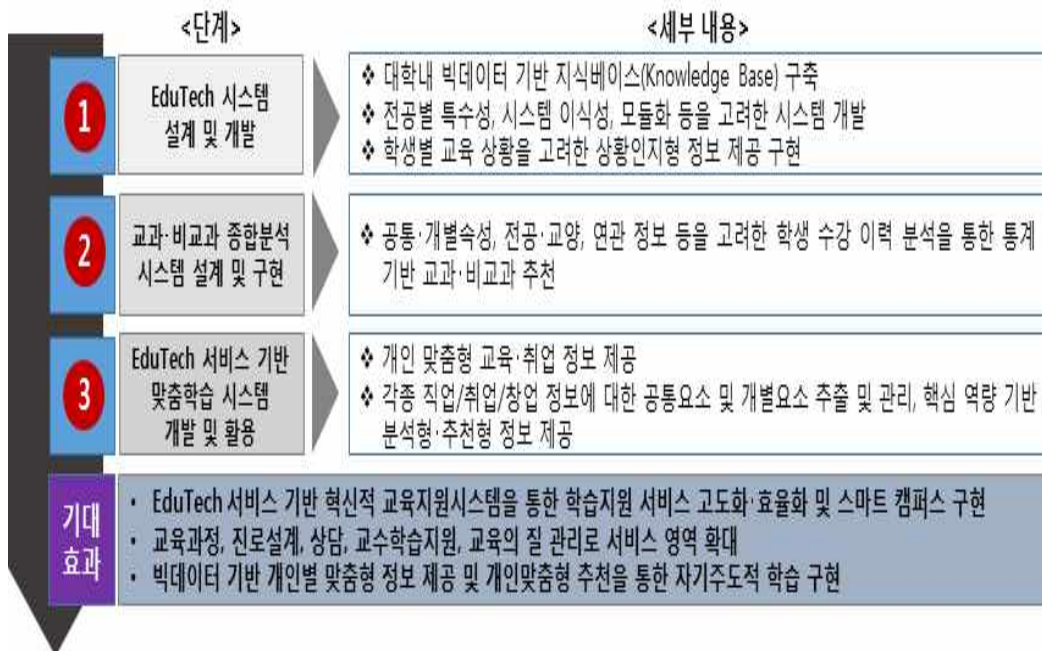 <단계>
<세부 내용>
1
EduTech 시스템
설계 및 개발
❖ 대학내 빅데이터 기반 지식베이스(Knowledge Base) 구축
❖ 전공별 특수성, 시스템 이식성, 모듈화 등을 고려한 시스템 개발
❖ 학생별 교육 상황을 고려한 상황인지형 정보 제공 구현
2
교과·비교과 종합분석
시스템 설계 및 구현
❖ 공통·개별속성, 전공·교양, 연관 정보 등을 고려한 학생 수강 이력 분석을 통한 통계
기반 교과·비교과 추천
3
EduTech 서비스 기반
맞춤학습 시스템
개발 및 활용
❖ 개인 맞춤형 교육·취업 정보 제공
❖ 각종 직업/취업/창업 정보에 대한 공통요소 및 개별요소 추출 및 관리, 핵심 역량 기반
분석형·추천형 정보 제공
기대
효과
• EduTech 서비스 기반 혁신적 교육지원시스템을 통한 학습지원 서비스 고도화·효율화 및 스마트 캠퍼스 구현
• 교육과정, 진로설계, 상담, 교수학습지원, 교육의 질 관리로 서비스 영역 확대
• 빅데이터 기반 개인별 맞춤형 정보 제공 및 개인맞춤형 추천을 통한 자기주도적 학습 구현